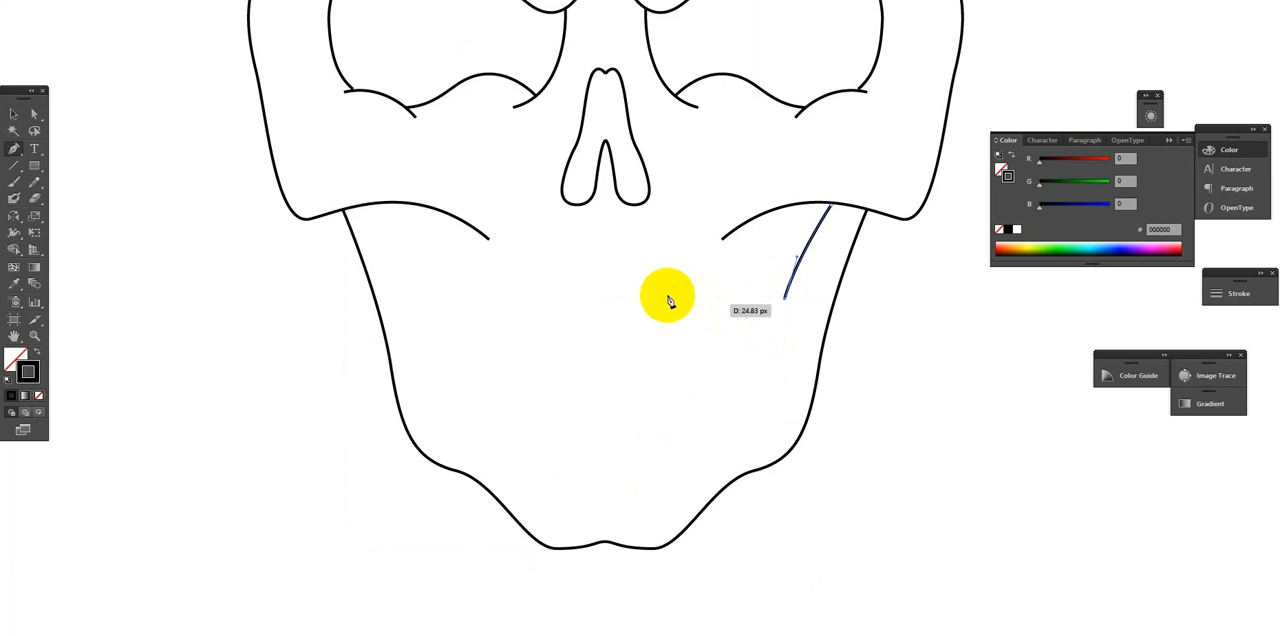 Color
Character
Paragraph
OpenType
R
0
G
0
B
0
# 000000
Color
Character
Paragraph
OpenType
Stroke
Color Guide
Image Trace
Gradient
D: 24.83 px